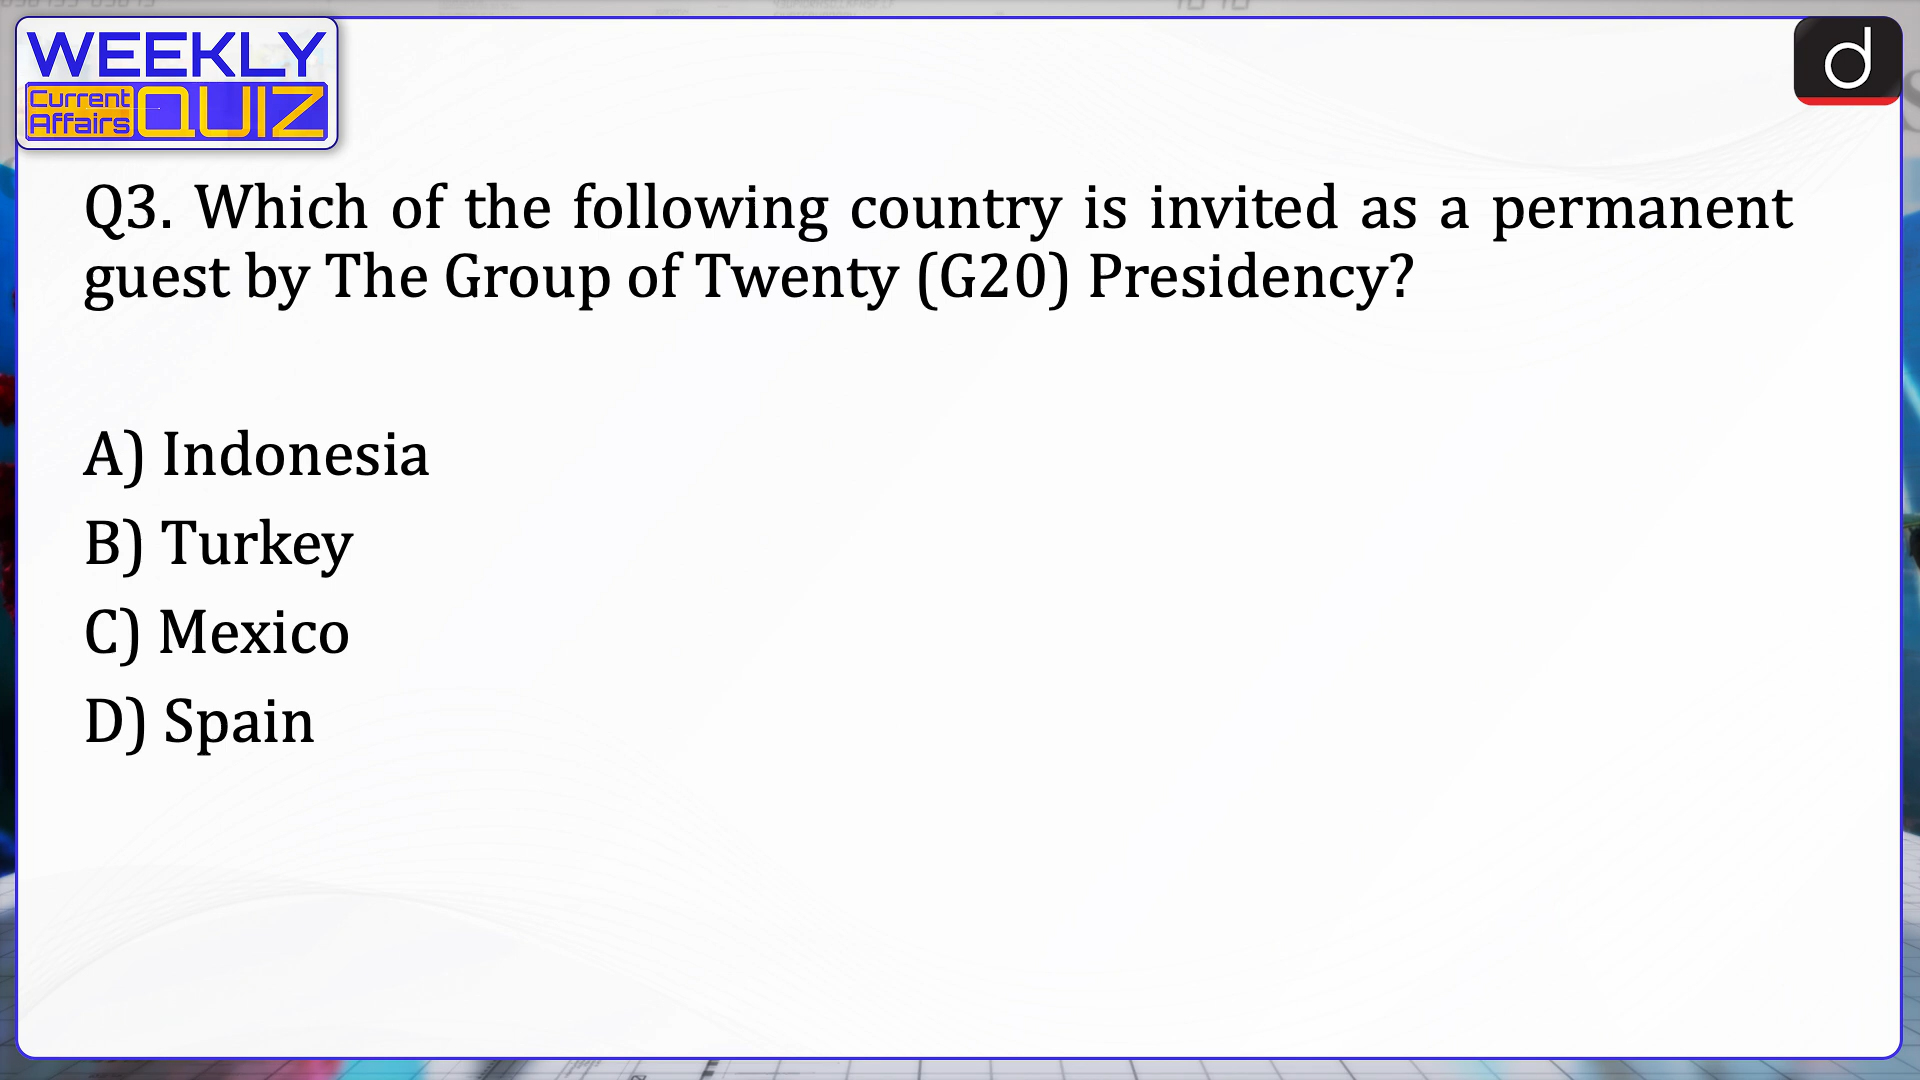 WEEKLY
Current
Affairs
QUIZ
d
Q3. Which of the following country is invited as a permanent
guest by The Group of Twenty (G20) Presidency?
A) Indonesia
B) Turkey
C) Mexico
D) Spain